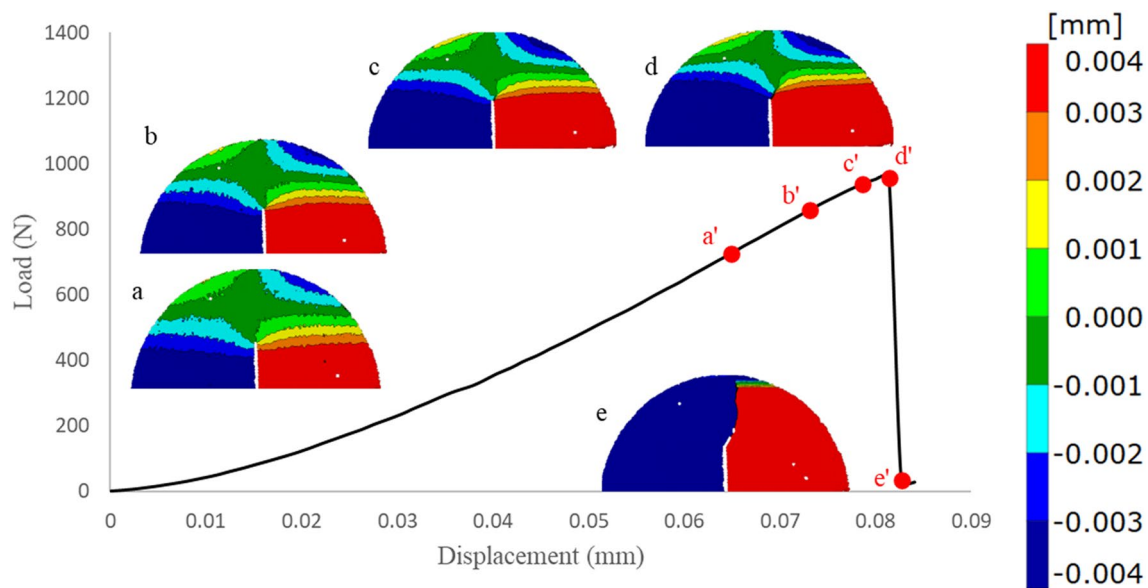 1400
1200
1000
800
600
400
200
0
Load (N)
0
0.01
0.02
0.03
0.04
0.05
0.06
0.07
0.08
0.09
Displacement (mm)
a
b
c
d
e
a'
b'
c'
d'
e'
[mm]
0.004
0.003
0.002
0.001
0.000
-0.001
-0.002
-0.003
-0.004